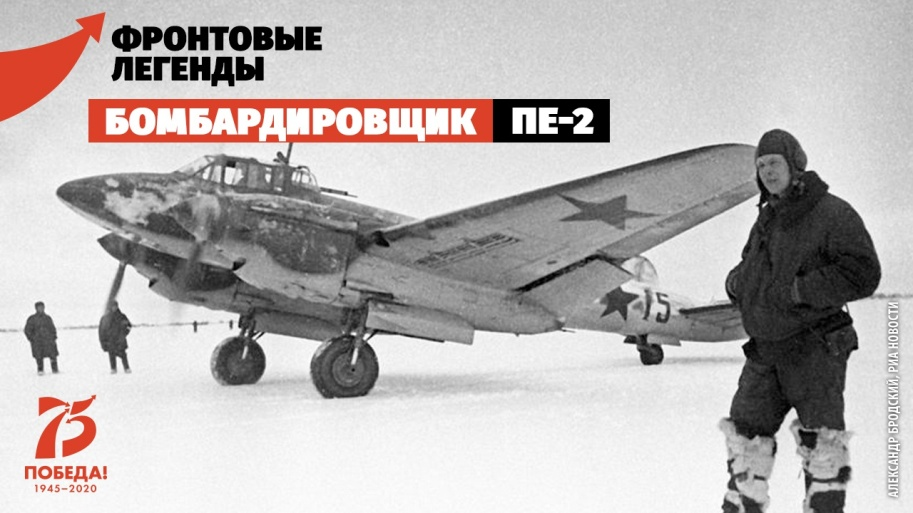 ФРОНТОВЫЕ
ЛЕГЕНДЫ
БОМБАРДИРОВЩИК ПЕ-2
15
75
ПОБЕДА!
1945–2020
АЛЕКСАНДР БРОДСКИЙ, РИА НОВОСТИ